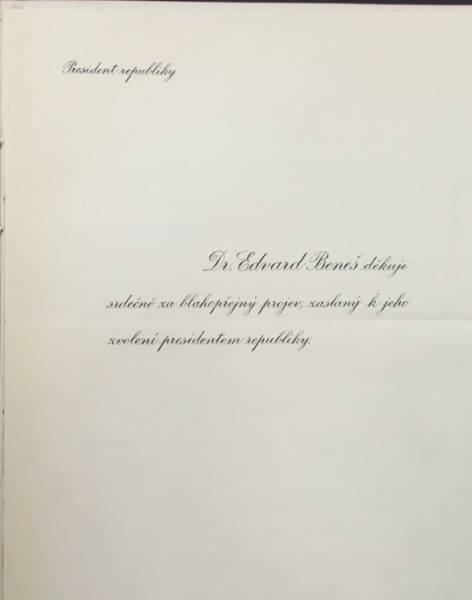 President republiky
Dr. Edvard Beneš děkuje
srdečně za blahopřejný projev, zaslaný k jeho
zvolení presidentem republiky.